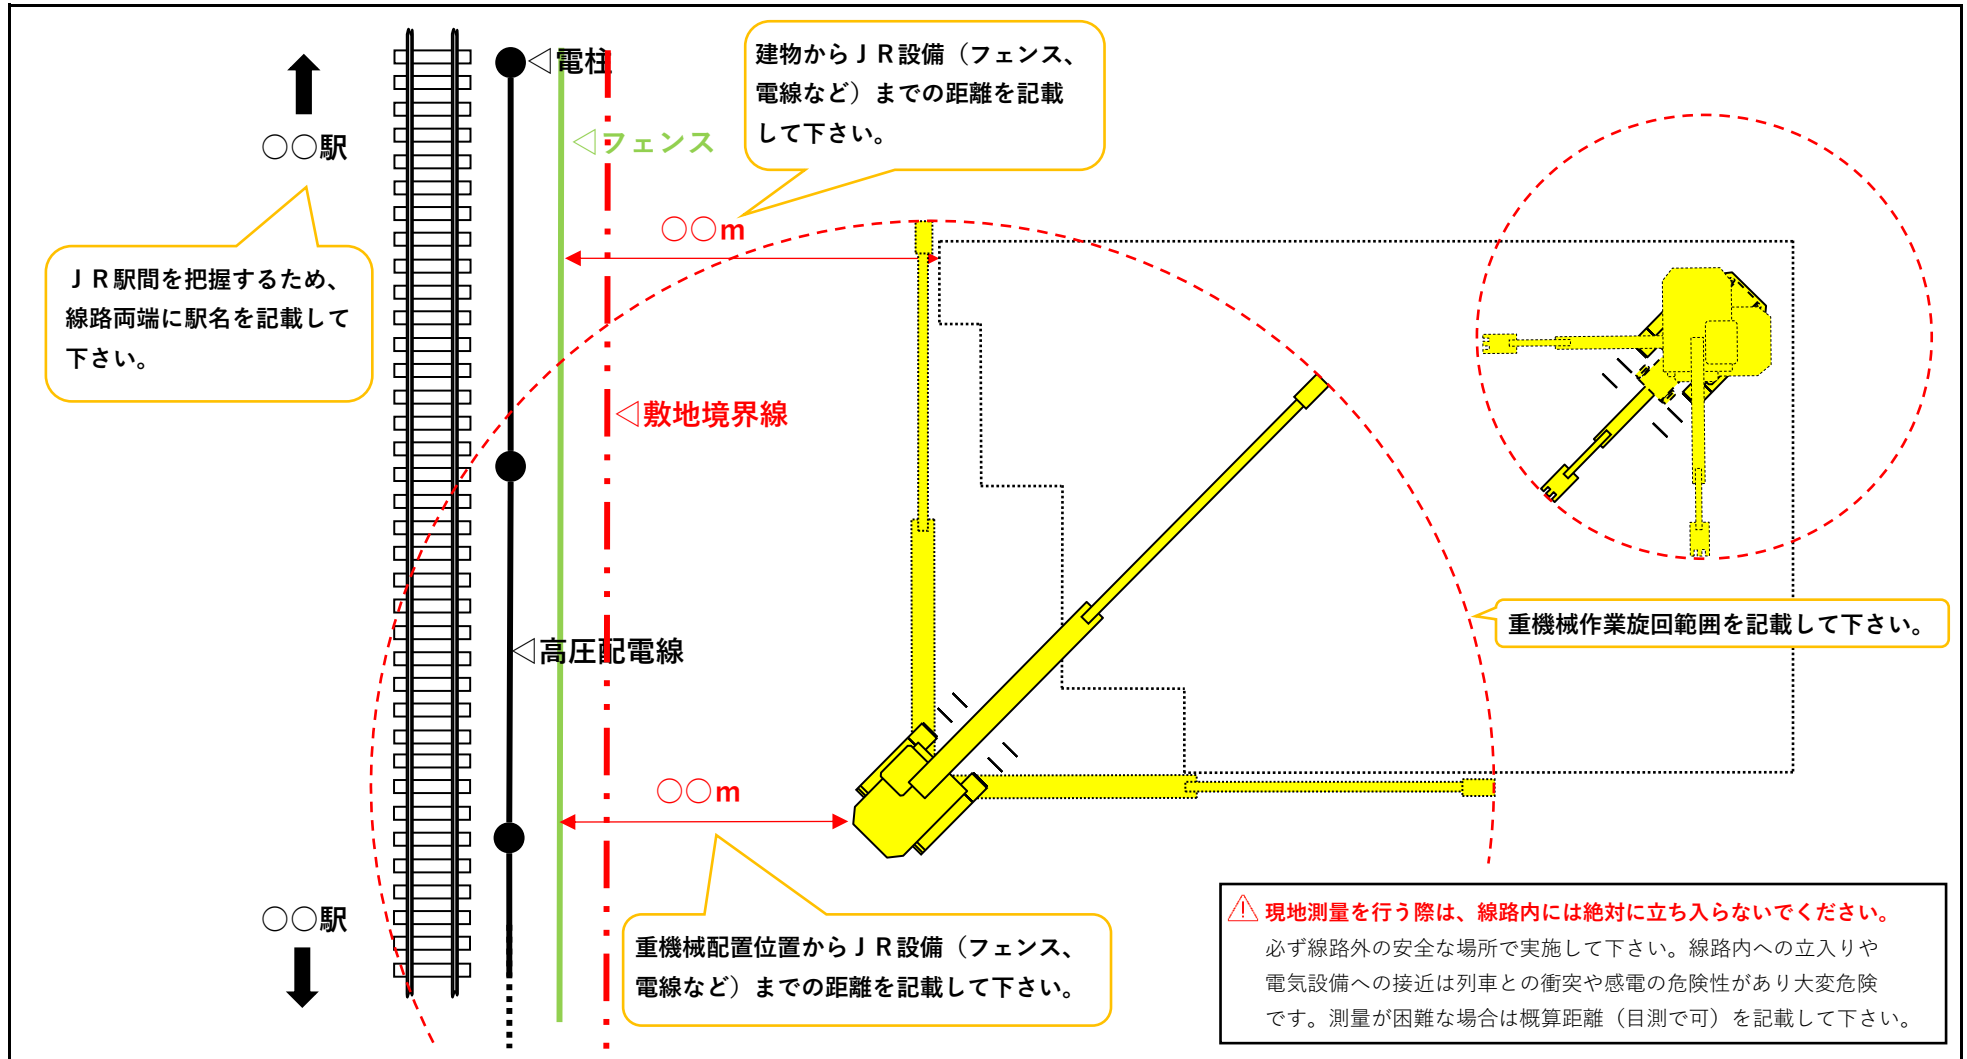 ◁電柱
建物からＪＲ設備（フェンス、
電線など）までの距離を記載
して下さい。
○○駅
◁フェンス
○○m
ＪＲ駅間を把握するため、
線路両端に駅名を記載して
下さい。
◁敷地境界線
重機械作業旋回範囲を記載して下さい。
◁高圧配電線
○○m
○○駅
重機械配置位置からＪＲ設備（フェンス、
電線など）までの距離を記載して下さい。
⚠ 現地測量を行う際は、線路内には絶対に立ち入らないでください。
必ず線路外の安全な場所で実施して下さい。線路内への立入りや
電気設備への接近は列車との衝突や感電の危険性があり大変危険
です。測量が困難な場合は概算距離（目測で可）を記載して下さい。